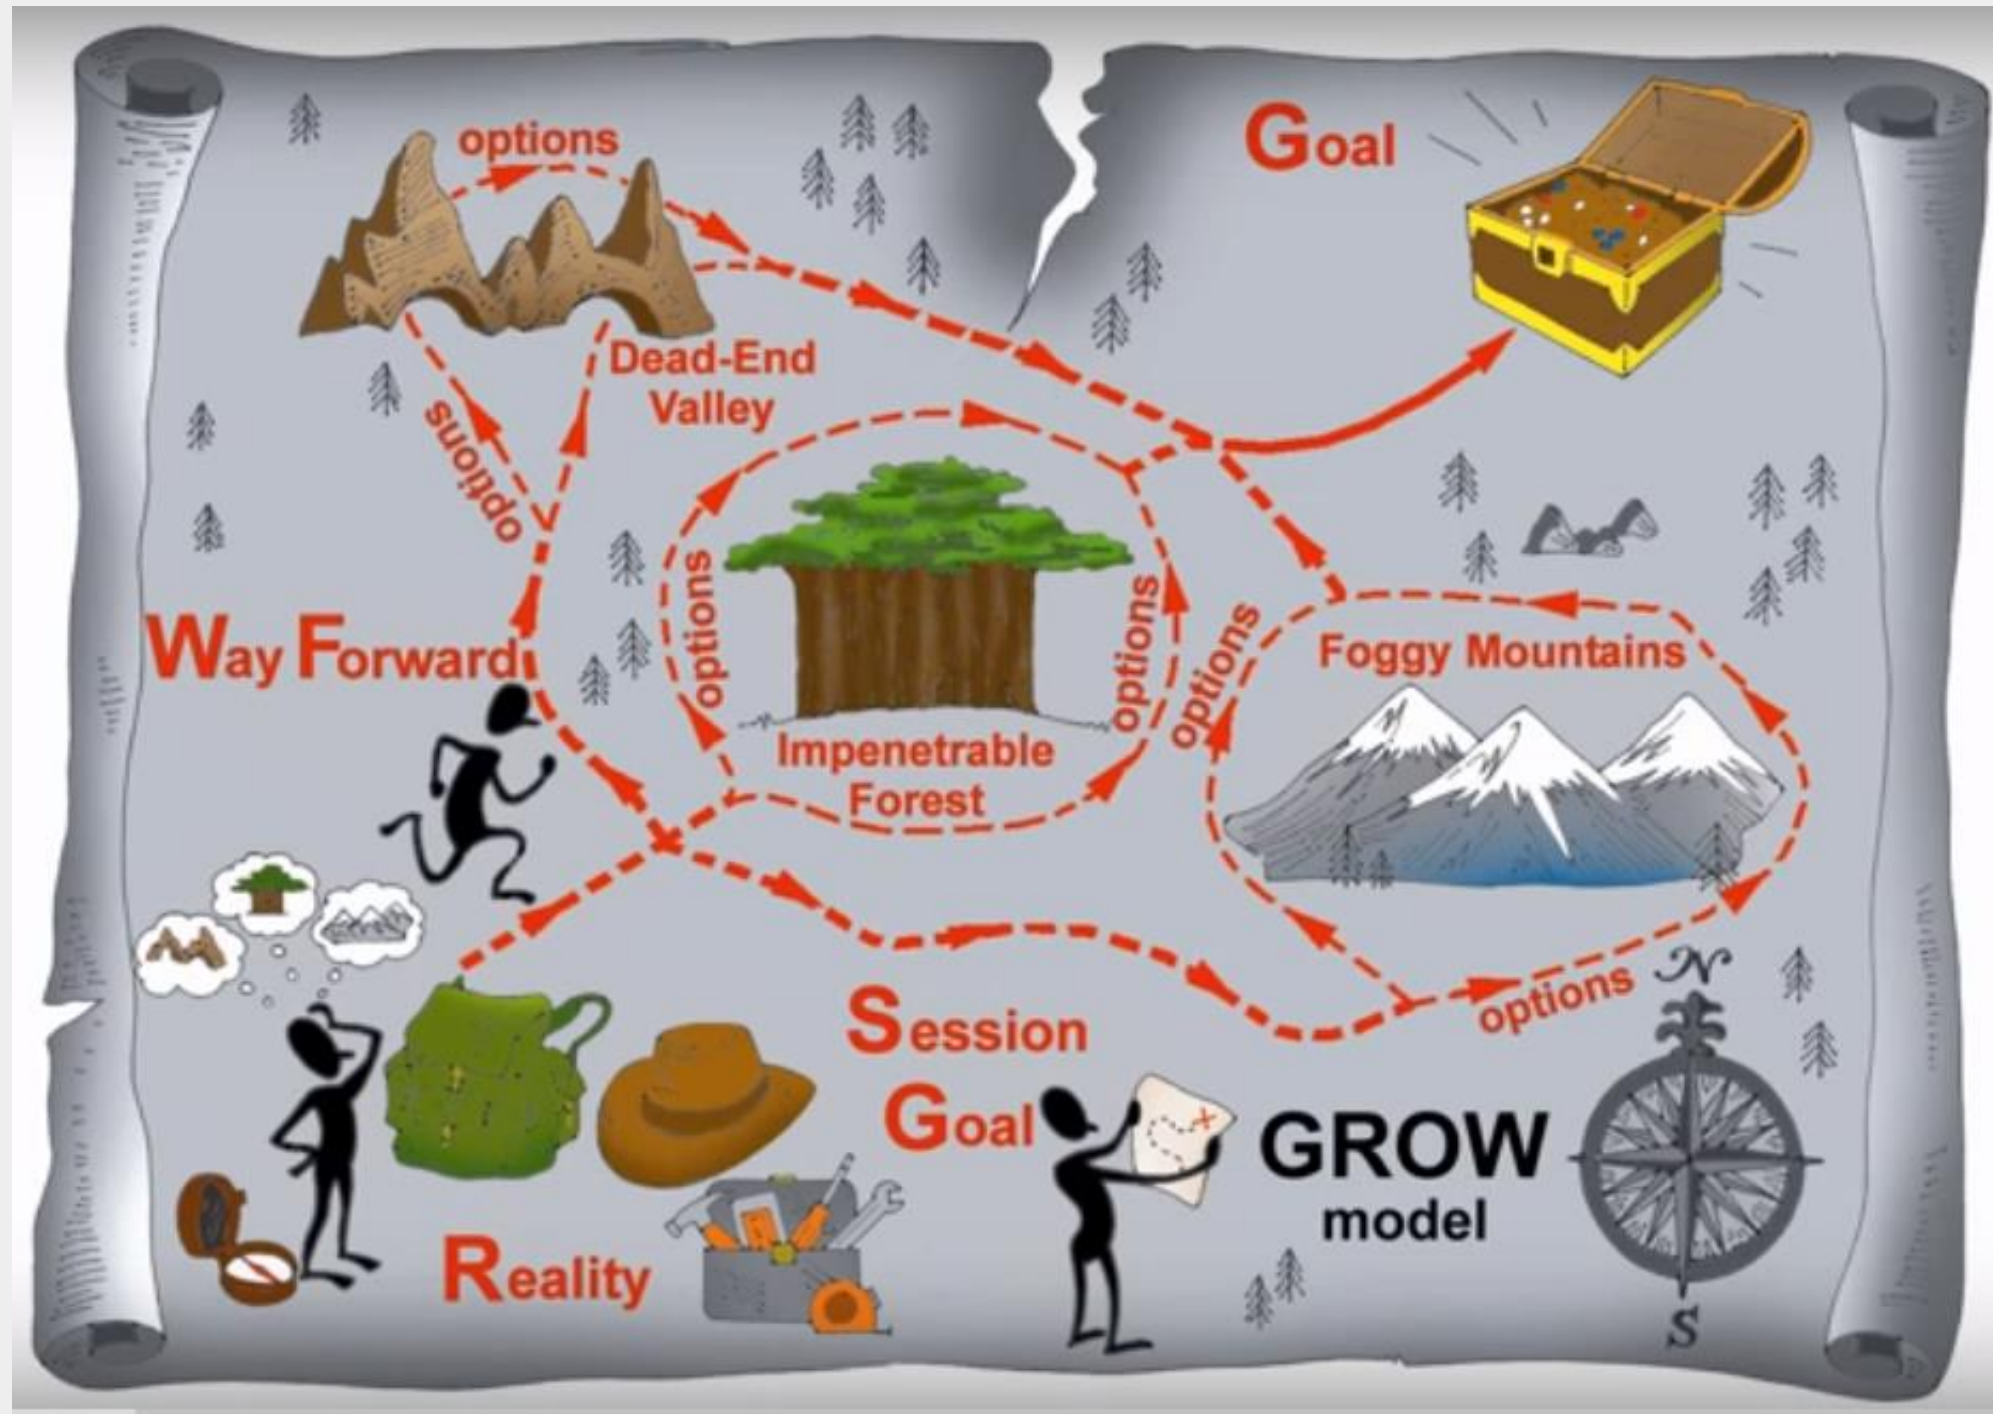 options
Goal
Dead-End
Valley
options
Way Forward
options
options
options
Foggy Mountains
Impenetrable
Forest
options
N
Session
Goal
GROW
model
Reality
S